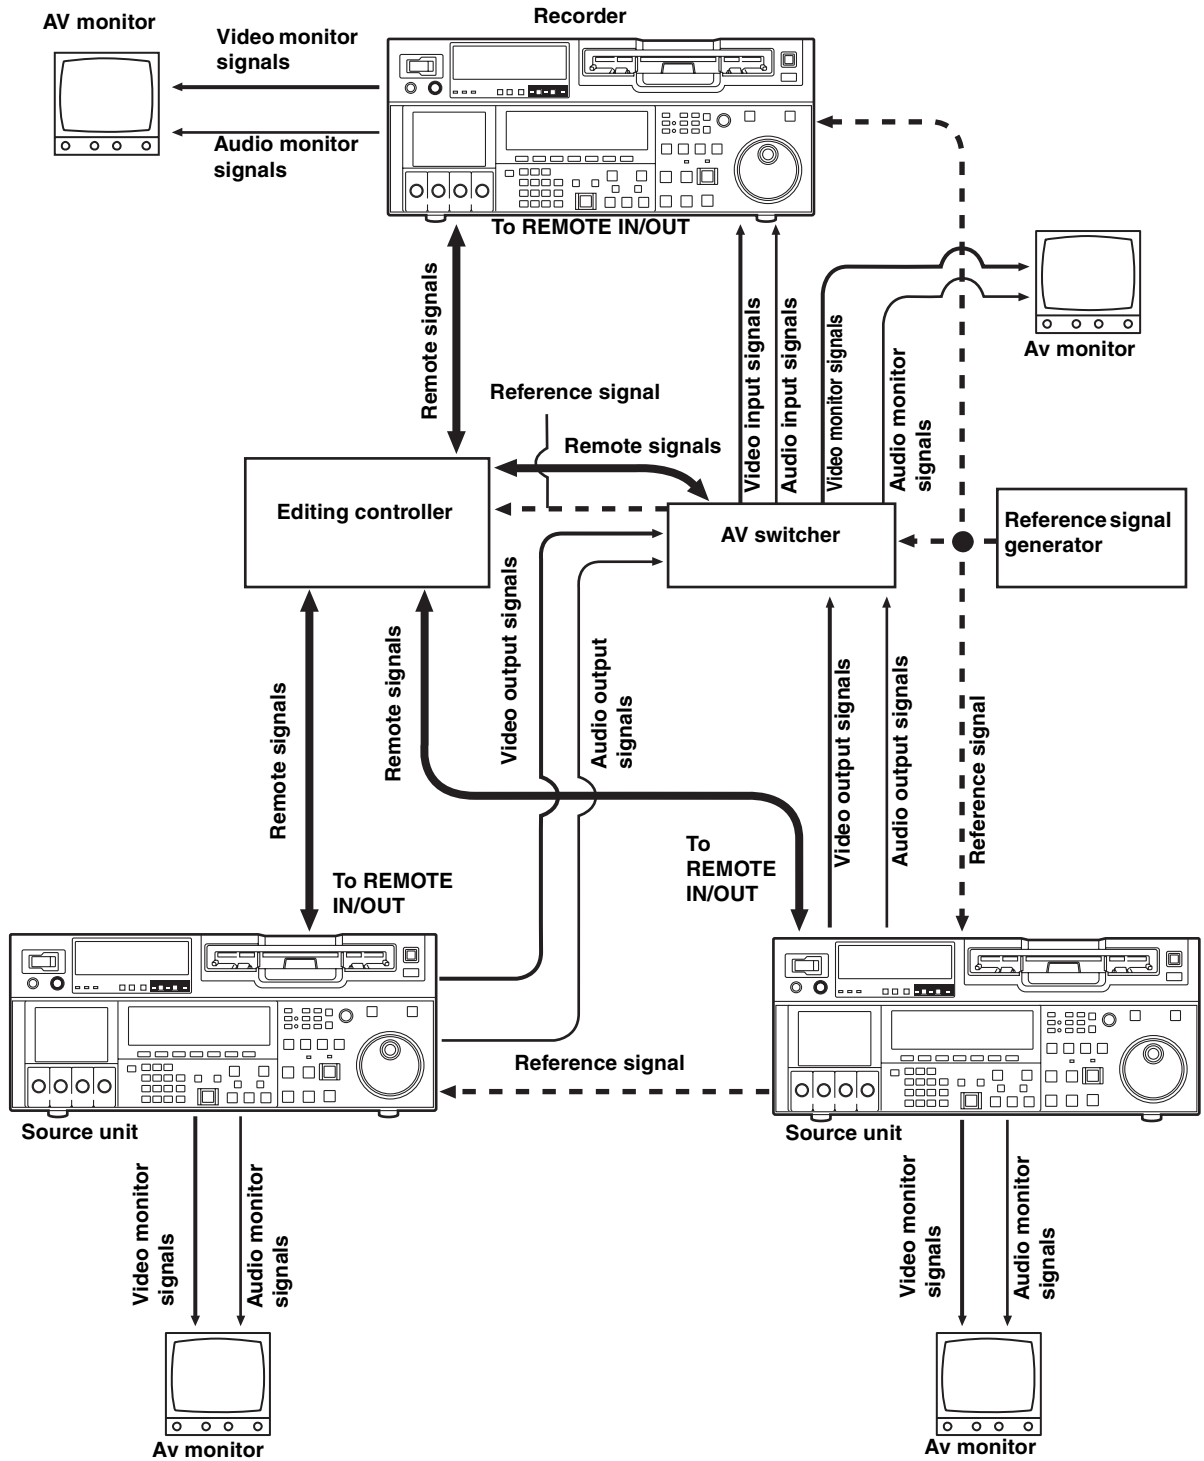 Recorder
AV monitor
Video monitor
signals
Audio monitor
signals
To REMOTE IN/OUT
Remote signals
Video input signals
Audio input signals
Video monitor signals
Audio monitor
signals
Av monitor
Reference signal
Remote signals
Editing controller
AV switcher
Reference signal
generator
Remote signals
Remote signals
Video output signals
Audio output
signals
Video output signals
Audio output signals
Reference signal
To
REMOTE
IN/OUT
To REMOTE
IN/OUT
Reference signal
Source unit
Source unit
Video monitor
signals
Audio monitor
signals
Video monitor
signals
Audio monitor
signals
Av monitor
Av monitor